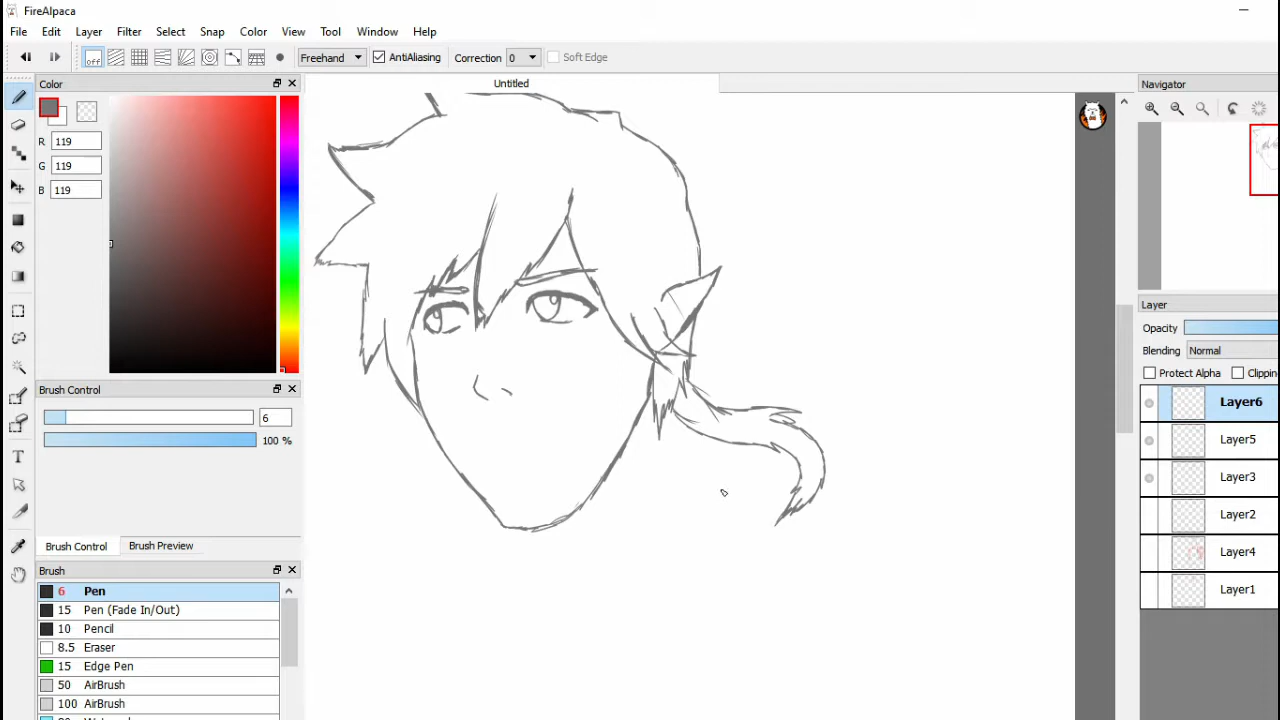 FireAlpaca
File Edit Layer Filter Select Snap Color View Tool Window Help
off Freehand AntiAliasing Correction 0 Soft Edge
Color
Untitled
Navigator
R 119
G 119
B 119
Layer
Opacity
Blending Normal
Protect Alpha Clipping
Brush Control
6
100 %
Layer6
Layer5
Layer3
Layer2
Layer4
Layer1
Brush Control Brush Preview
Brush
6 Pen
15 Pen (Fade In/Out)
10 Pencil
8.5 Eraser
15 Edge Pen
50 AirBrush
100 AirBrush